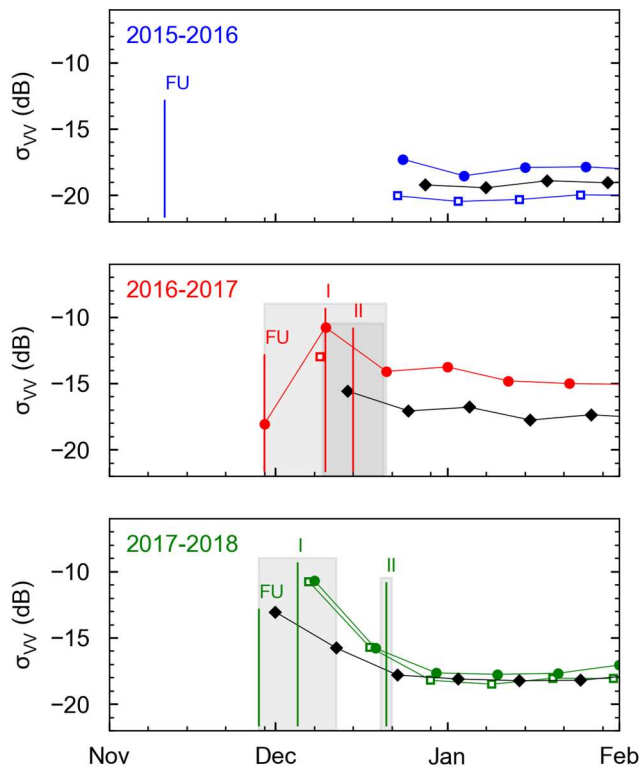 2015-2016
FU
σVV (dB)
−10
−15
−20
2016-2017
I
II
FU
σVV (dB)
−10
−15
−20
2017-2018
I
II
FU
σVV (dB)
−10
−15
−20
Nov
Dec
Jan
Feb